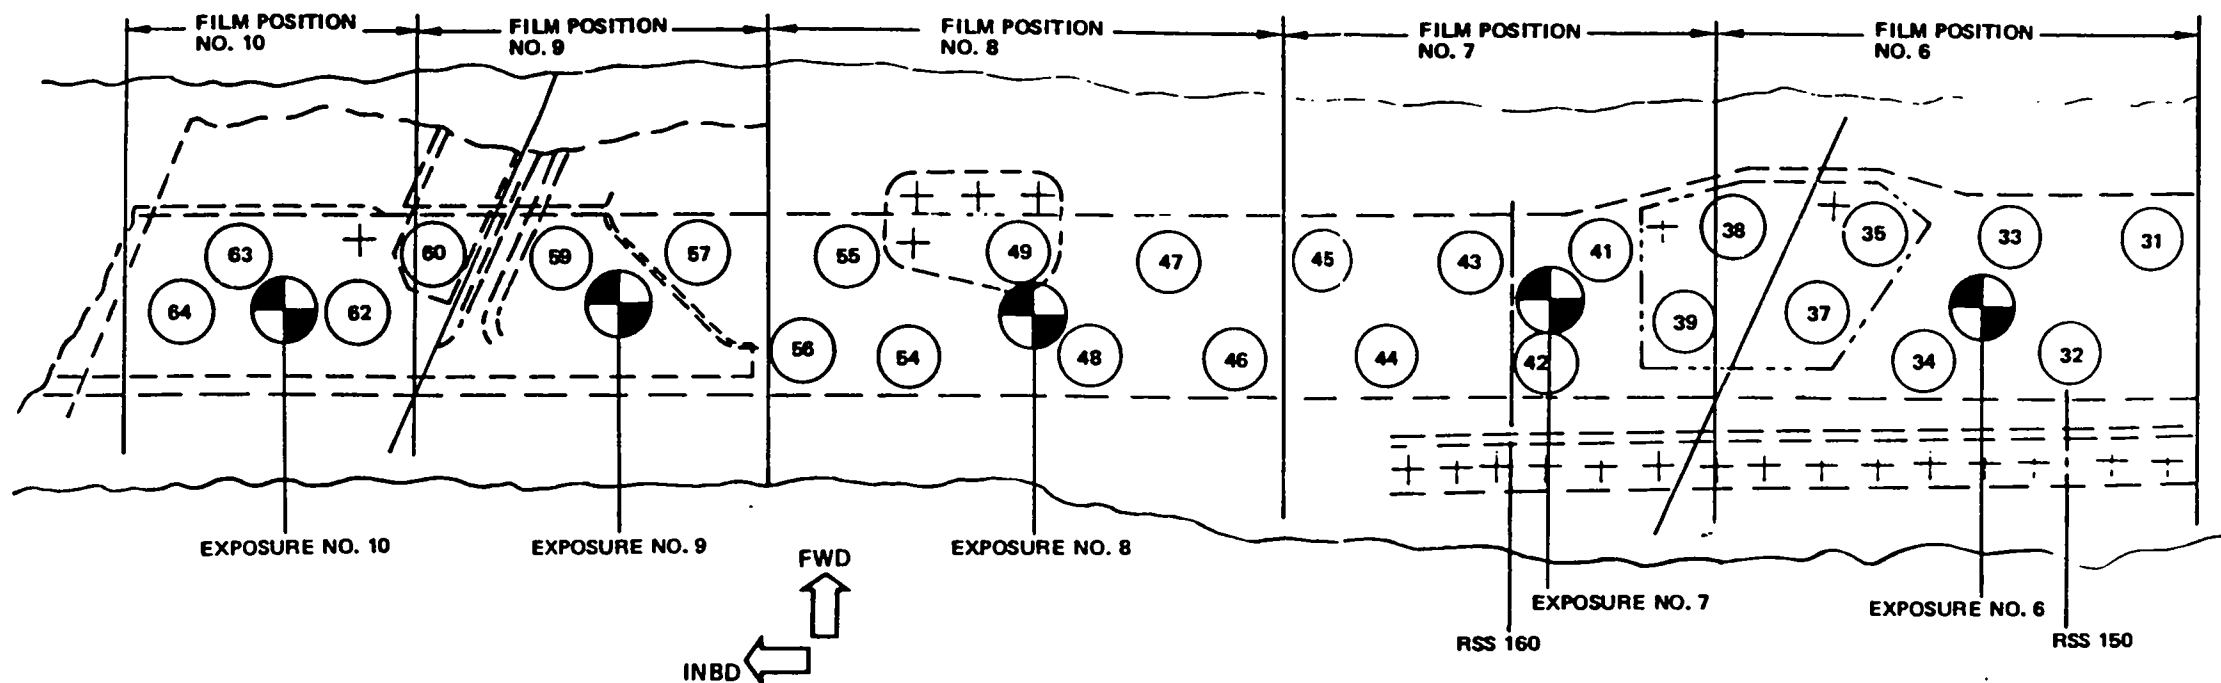 FILM POSITION
NO. 10
FILM POSITION
NO. 9
FILM POSITION
NO. 8
FILM POSITION
NO. 7
FILM POSITION
NO. 6
63
60
59
57
55
49
47
45
43
41
38
35
33
31
64
62
56
54
48
46
44
42
39
37
34
32
EXPOSURE NO. 10
EXPOSURE NO. 9
EXPOSURE NO. 8
EXPOSURE NO. 7
EXPOSURE NO. 6
RSS 160
RSS 150
FWD
INBD